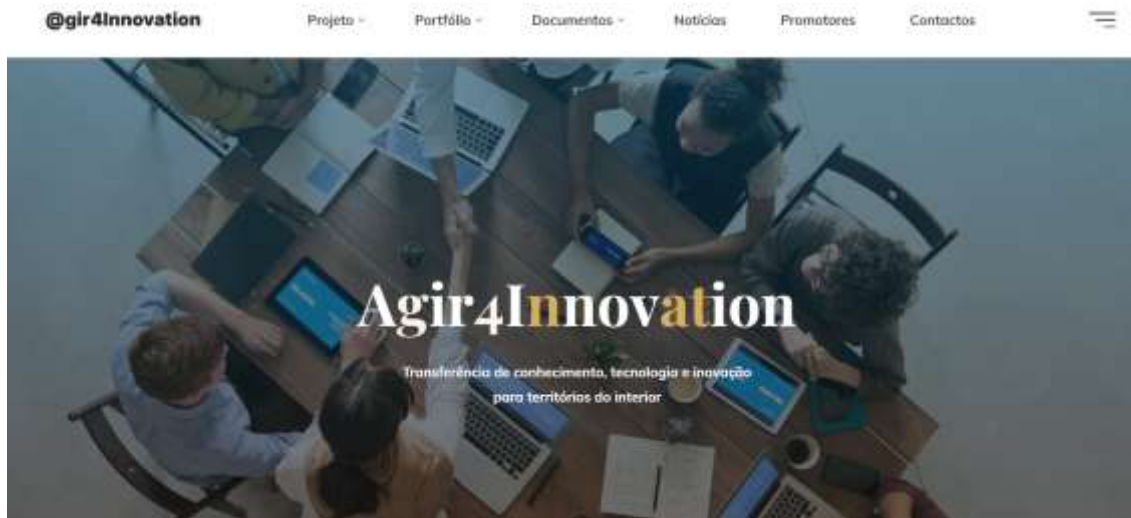 @gir4Innovation
Projeto
Portfólio
Documentos
Notícias
Promotores
Contactos
Agir4Innovation
Transferência de conhecimento, tecnologia e inovação
para territórios do interior